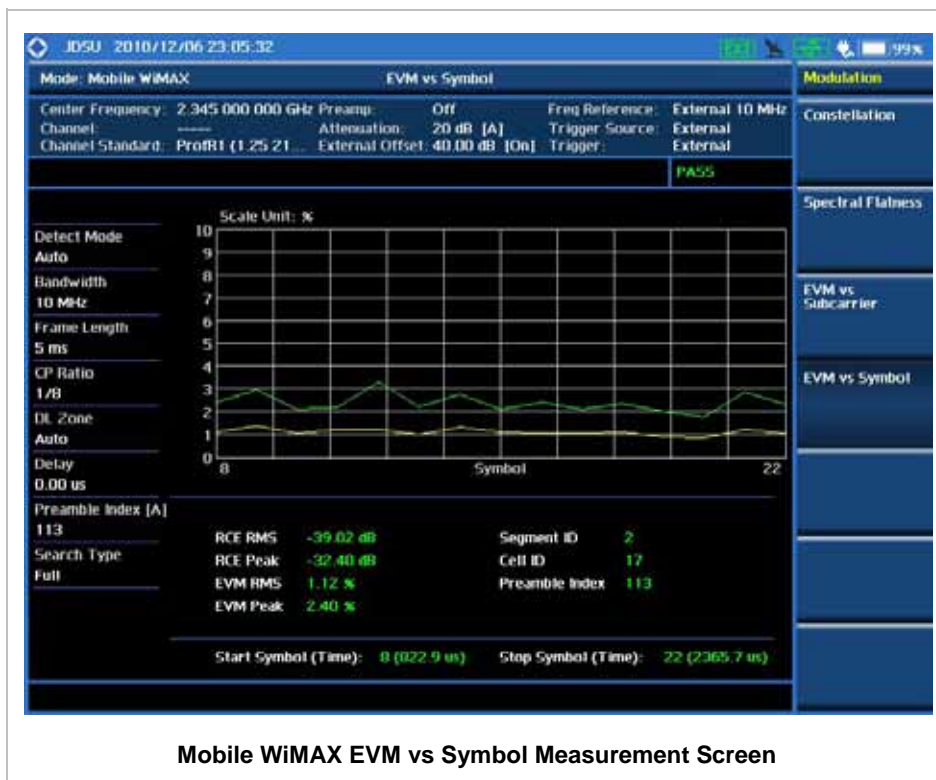 JDSU 2010/12/06 23:05:32
99%
Mode: Mobile WiMAX
EVM vs Symbol
Modulation
Center Frequency: 2.345 000 000 GHz Preamp: Off Freq Reference: External 10 MHz
Channel: ----- Attenuation: 20 dB [A] Trigger Source: External
Channel Standard: ProfR1 (1.25 21... External Offset: 40.00 dB [On] Trigger: External
PASS
Constellation
Spectral Flatness
EVM vs
Subcarrier
EVM vs Symbol
Detect Mode
Auto
Bandwidth
10 MHz
Frame Length
5 ms
CP Ratio
1/8
DL Zone
Auto
Delay
0.00 us
Preamble Index [A]
113
Search Type
Full
Scale Unit: %
10
9
8
7
6
5
4
3
2
1
0
8 Symbol 22
RCE RMS -39.02 dB Segment ID 2
RCE Peak -32.40 dB Cell ID 17
EVM RMS 1.12 % Preamble Index 113
EVM Peak 2.40 %
Start Symbol (Time): 8 (822.9 us) Stop Symbol (Time): 22 (2365.7 us)
Mobile WiMAX EVM vs Symbol Measurement Screen